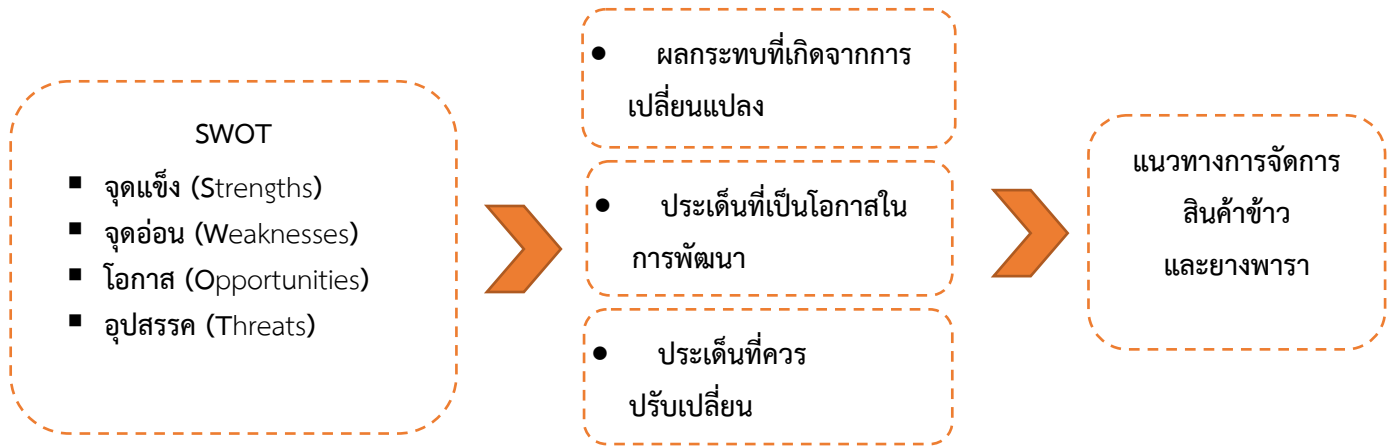 SWOT
▪ จุดแข็ง (Strengths)
▪ จุดอ่อน (Weaknesses)
▪ โอกาส (Opportunities)
▪ อุปสรรค (Threats)
• ผลกระทบที่เกิดจากการ
เปลี่ยนแปลง
• ประเด็นที่เป็นโอกาสใน
การพัฒนา
• ประเด็นที่ควร
ปรับเปลี่ยน
แนวทางการจัดการ
สินค้าข้าว
และยางพารา